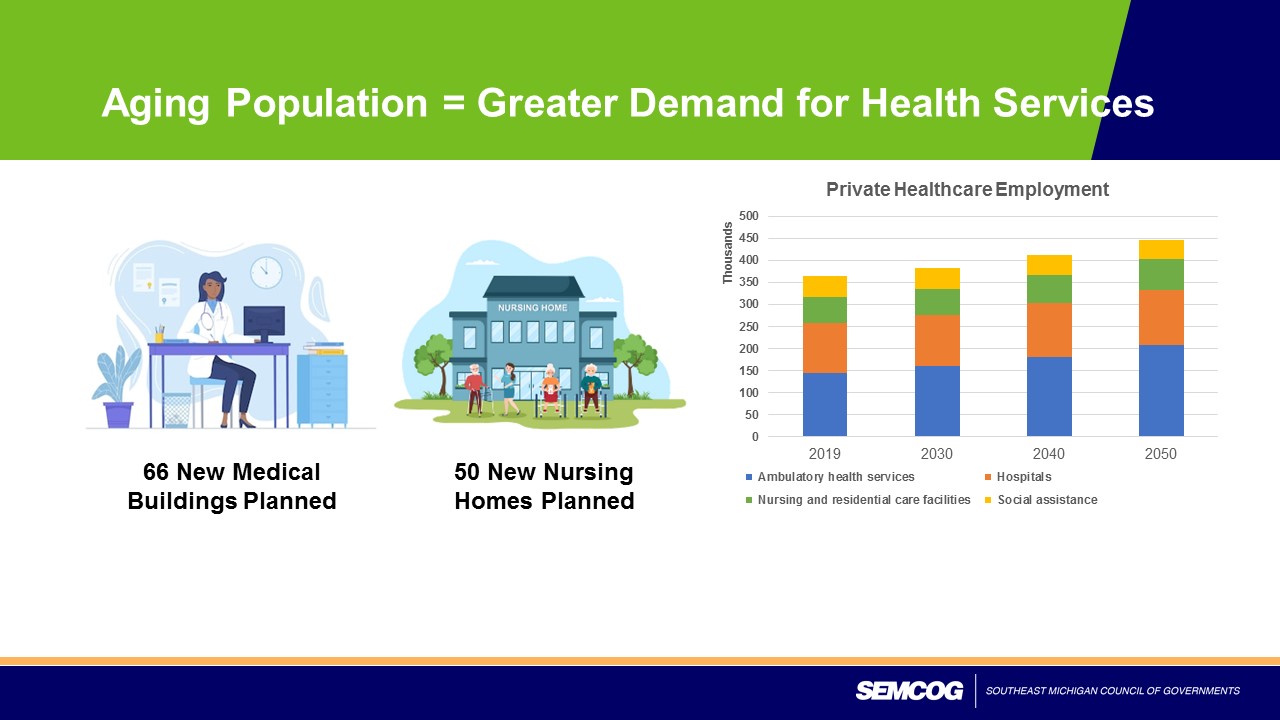 Aging Population = Greater Demand for Health Services
NURSING HOME
66 New Medical
Buildings Planned
50 New Nursing
Homes Planned
Private Healthcare Employment
Thousands
500
450
400
350
300
250
200
150
100
50
0
2019 2030 2040 2050
Ambulatory health services Hospitals
Nursing and residential care facilities Social assistance
SEMCOG SOUTHEAST MICHIGAN COUNCIL OF GOVERNMENTS